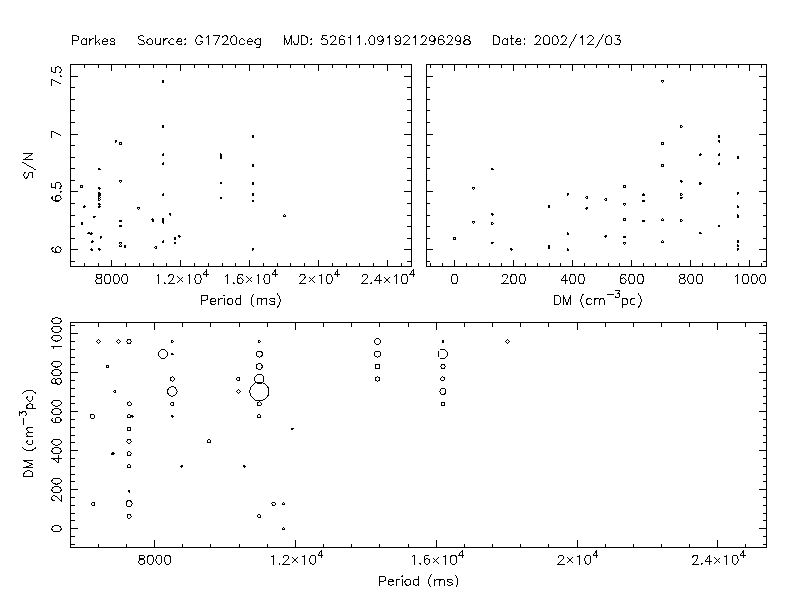 Parkes Source: G1720ceg MJD: 52611.091921296298 Date: 2002/12/03
7.5
7
6.5
6
S/N
8000 1.2×10⁴ 1.6×10⁴ 2×10⁴ 2.4×10⁴
Period (ms)
0 200 400 600 800 1000
DM (cm⁻³pc)
1000
800
600
400
200
0
DM (cm⁻³pc)
8000 1.2×10⁴ 1.6×10⁴ 2×10⁴ 2.4×10⁴
Period (ms)